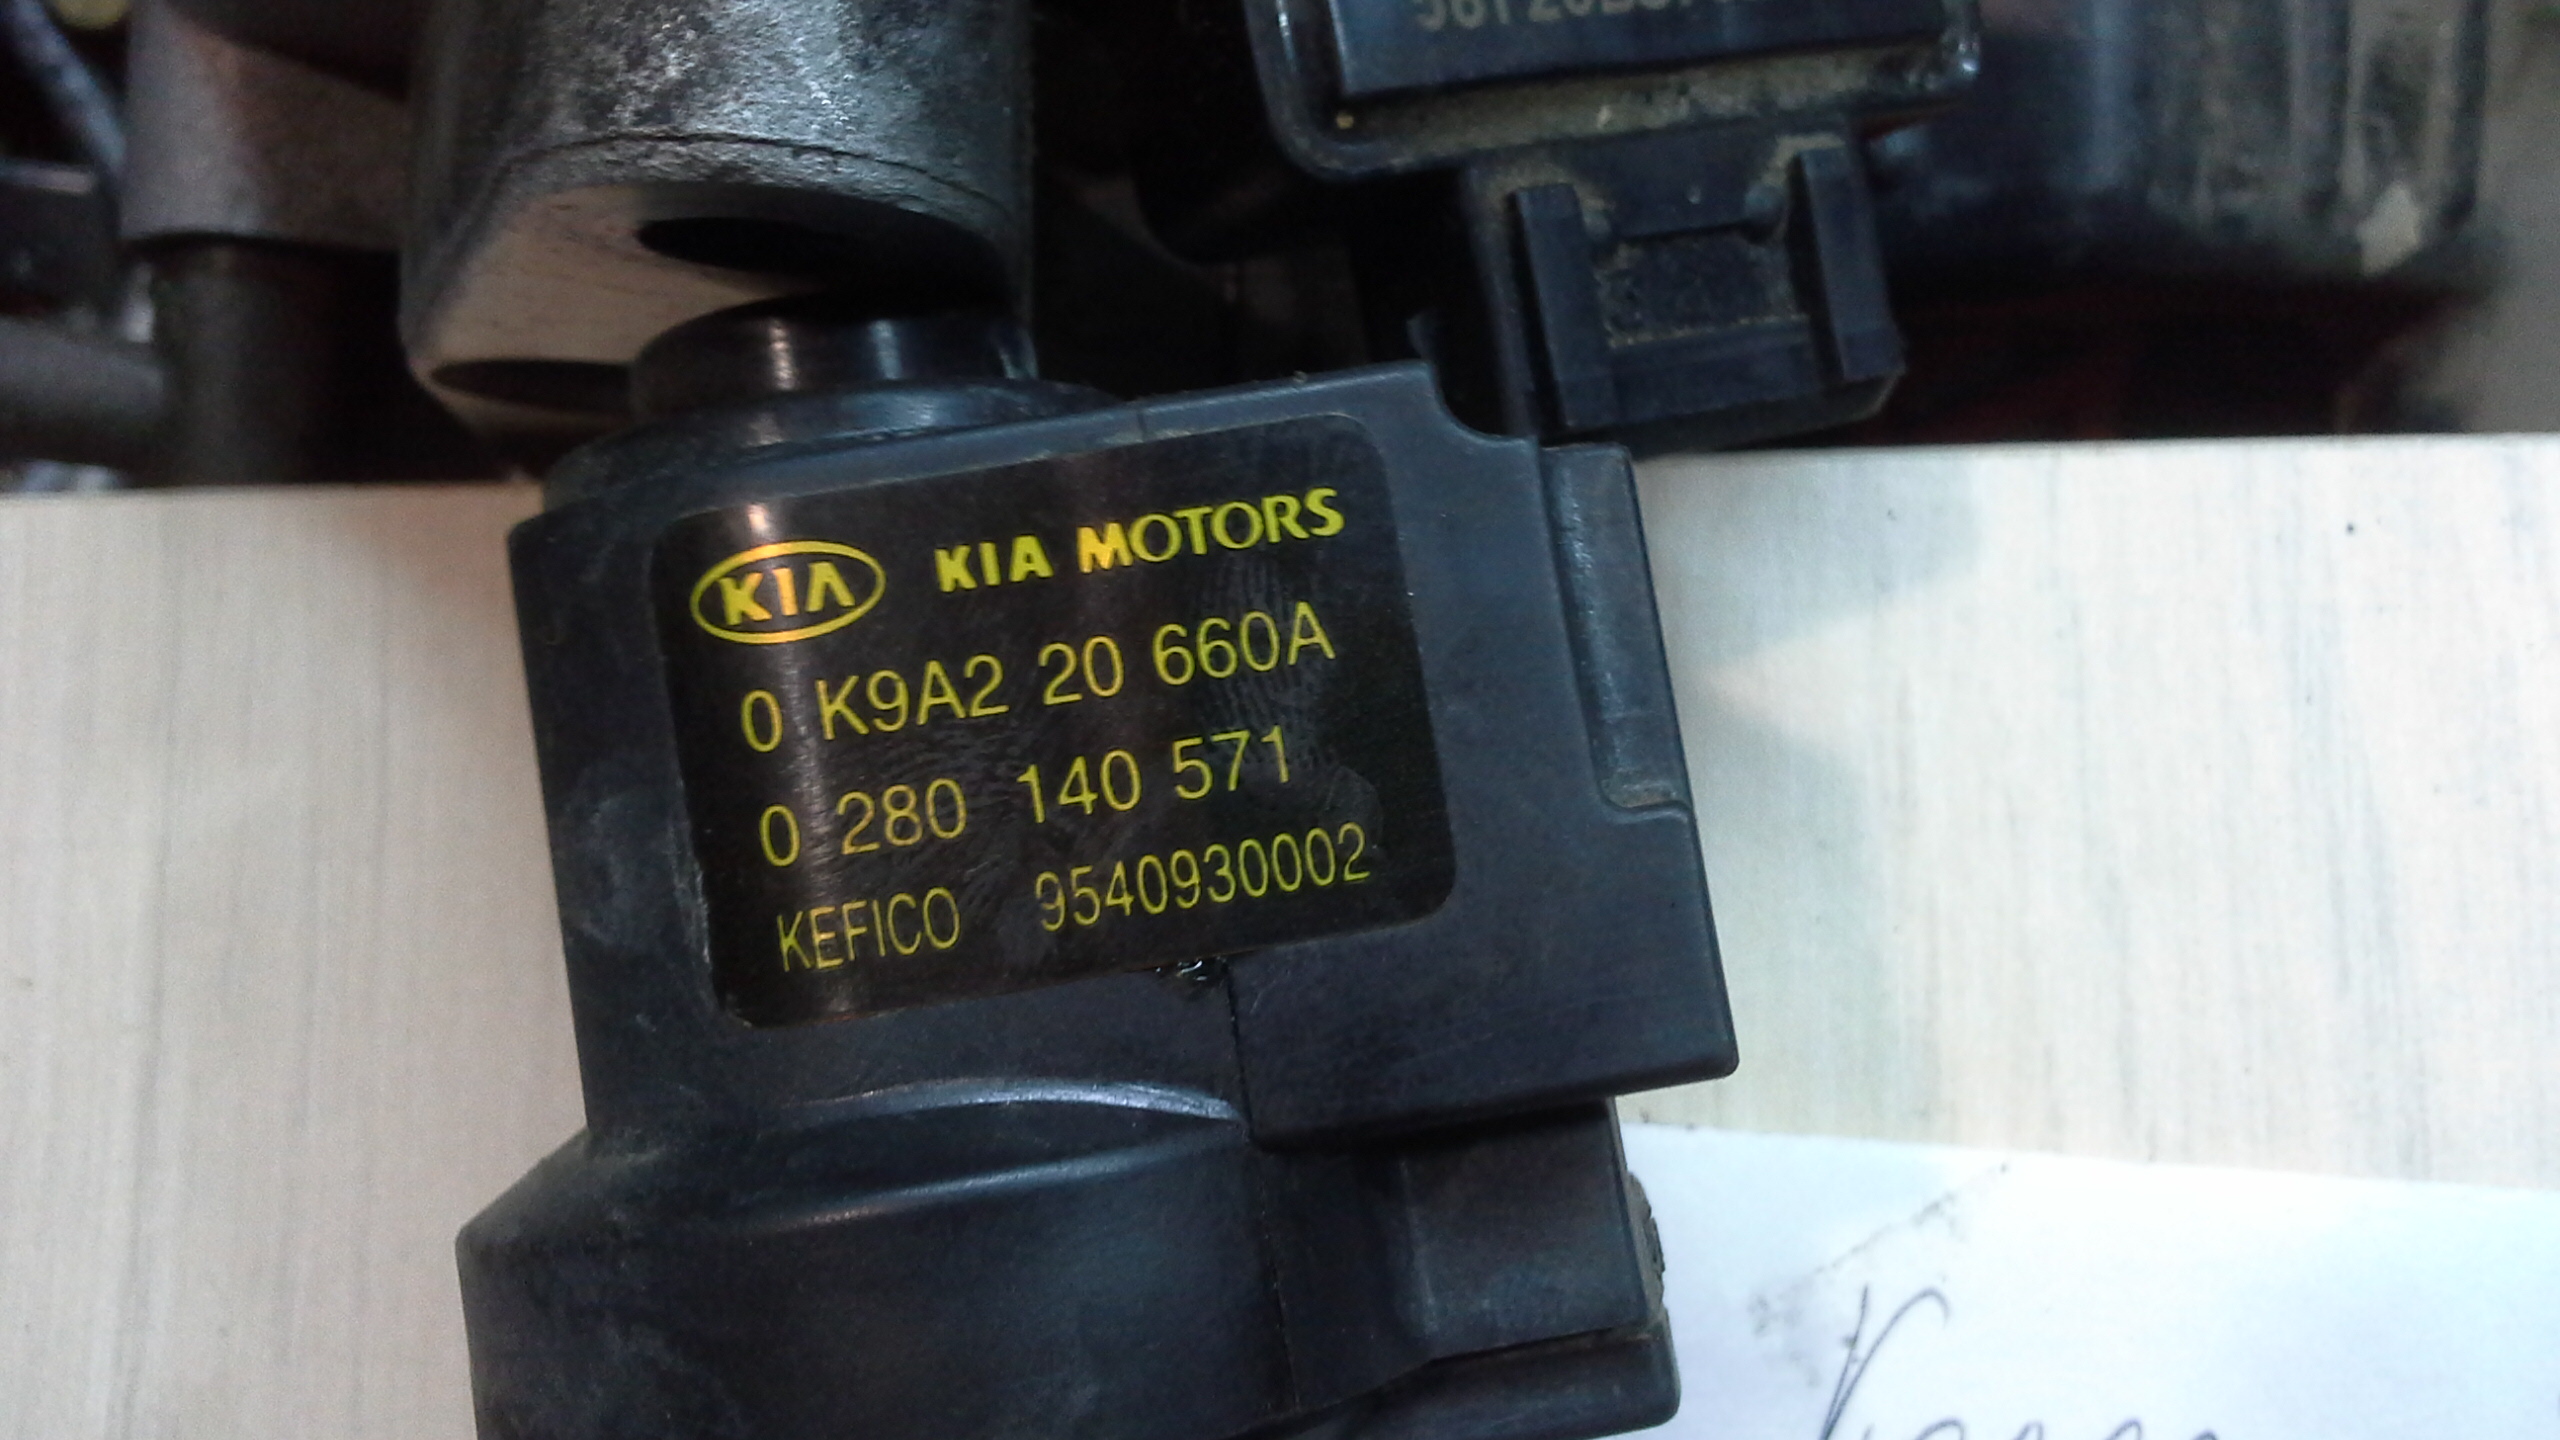 KIA KIA MOTORS
0 K9A2 20 660A
0 280 140 571
KEFICO 9540930002